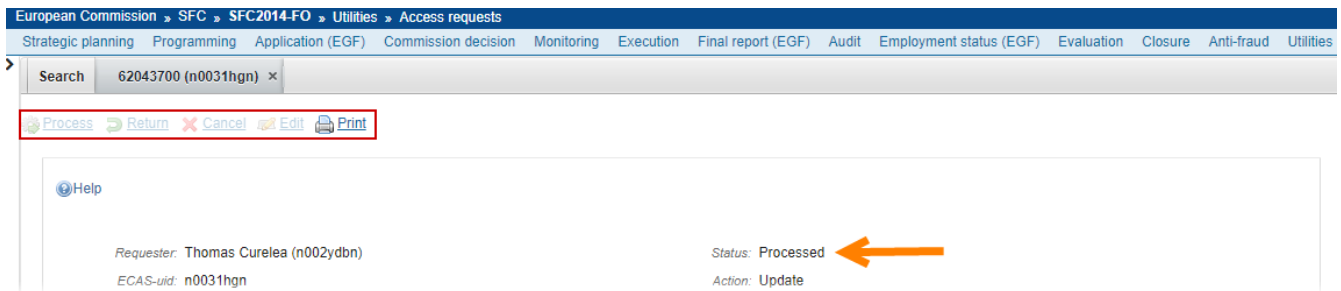 European Commission » SFC » SFC2014-FO » Utilities » Access requests
Strategic planning Programming Application (EGF) Commission decision Monitoring Execution Final report (EGF) Audit Employment status (EGF) Evaluation Closure Anti-fraud Utilities
Search 62043700 (n0031hgn) ×
Process Return Cancel Edit Print
Help
Requester: Thomas Curelea (n002ydbn) Status: Processed
ECAS-uid: n0031hgn Action: Update